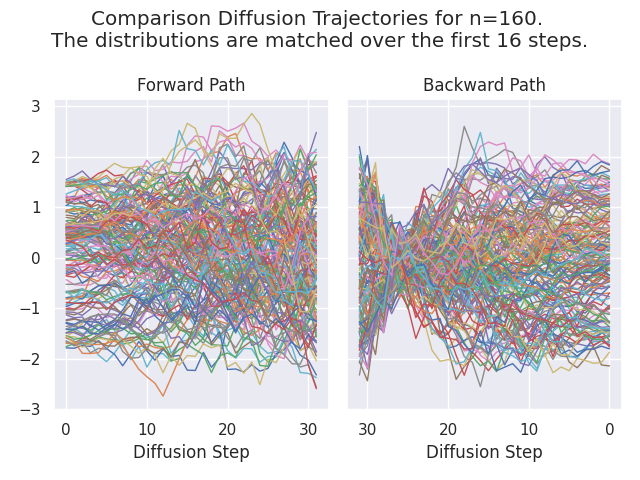 Comparison Diffusion Trajectories for n=160.
The distributions are matched over the first 16 steps.
Forward Path
Backward Path
3
2
1
0
−1
−2
−3
0 10 20 30
30 20 10 0
Diffusion Step
Diffusion Step